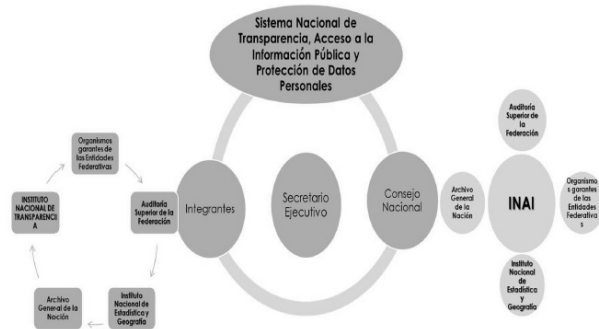 Sistema Nacional de
Transparencia, Acceso a la
Información Pública y
Protección de Datos
Personales
Organismos
garantes de
las Entidades
Federativas
INSTITUTO
NACIONAL DE
TRANSPARENCI
A
Auditoría
Superior de la
Federación
Archivo
General de la
Nación
Instituto
Nacional de
Estadística y
Geografía
Integrantes
Secretario
Ejecutivo
Consejo
Nacional
Auditoría
Superior de
la
Federación
Archivo
General
de la
Nación
INAI
Organismo
s garantes
de las
Entidades
Federativa
s
Instituto
Nacional
de
Estadística
y
Geografía